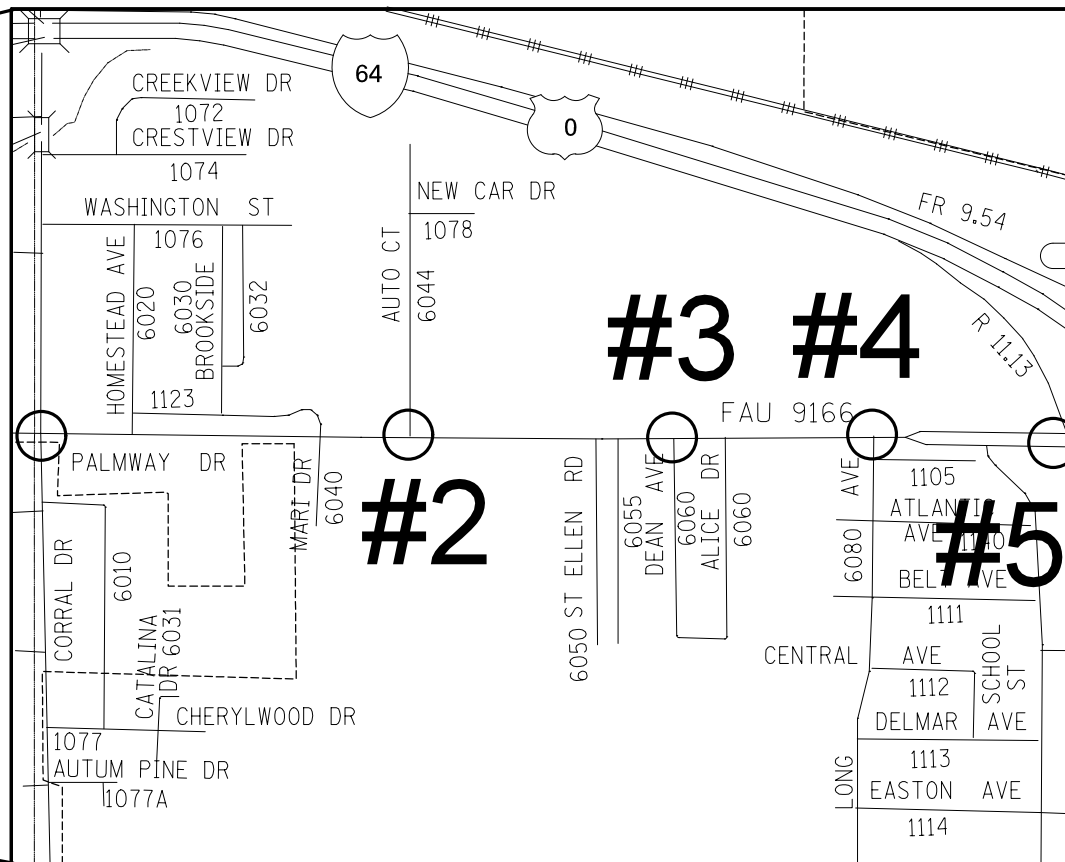 64
0
CREEKVIEW DR
1072
CRESTVIEW DR
1074
WASHINGTON ST
1076
NEW CAR DR
1078
FR 9.54
HOMESTEAD AVE
6020
6030
BROOKSIDE
6032
AUTO CT
6044
R 11.13
#3
#4
1123
FAU 9166
PALMWAY DR
MARI DR
6040
#2
6050 ST ELLEN RD
6055
DEAN AVE
6060
ALICE DR
6060
6080
LONG AVE
1105
ATLANTIC
AVE 1140
#5
BELT AVE
1111
CORRAL DR
6010
CATALINA
DR 6031
CENTRAL AVE
1112
SCHOOL
ST
CHERYLWOOD DR
1077
DELMAR AVE
1113
AUTUM PINE DR
1077A
EASTON AVE
1114